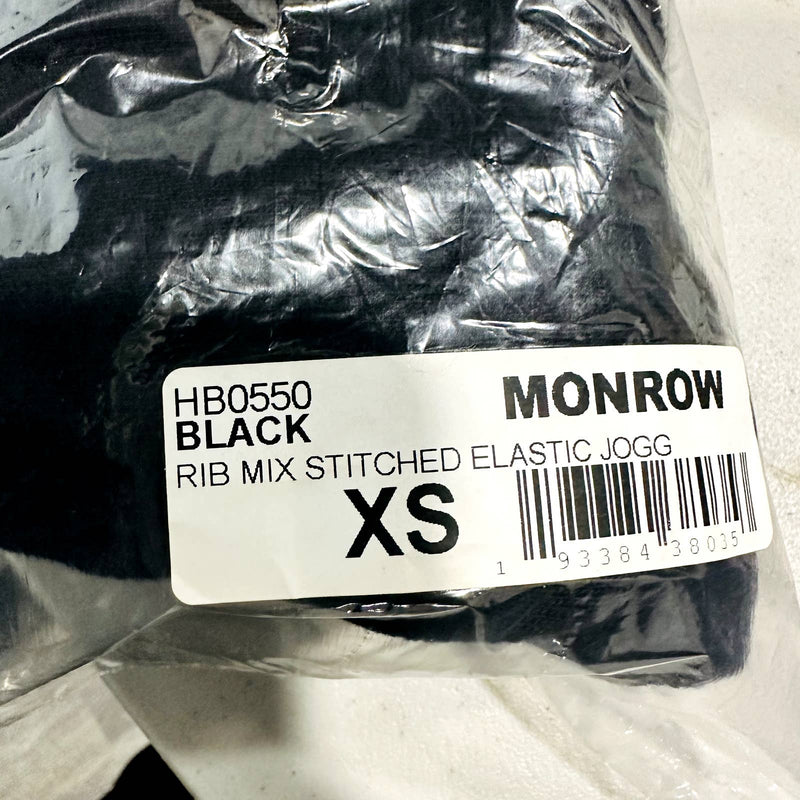 HB0550
MONROW
BLACK
RIB MIX STITCHED ELASTIC JOGG
XS
1 93384 38035